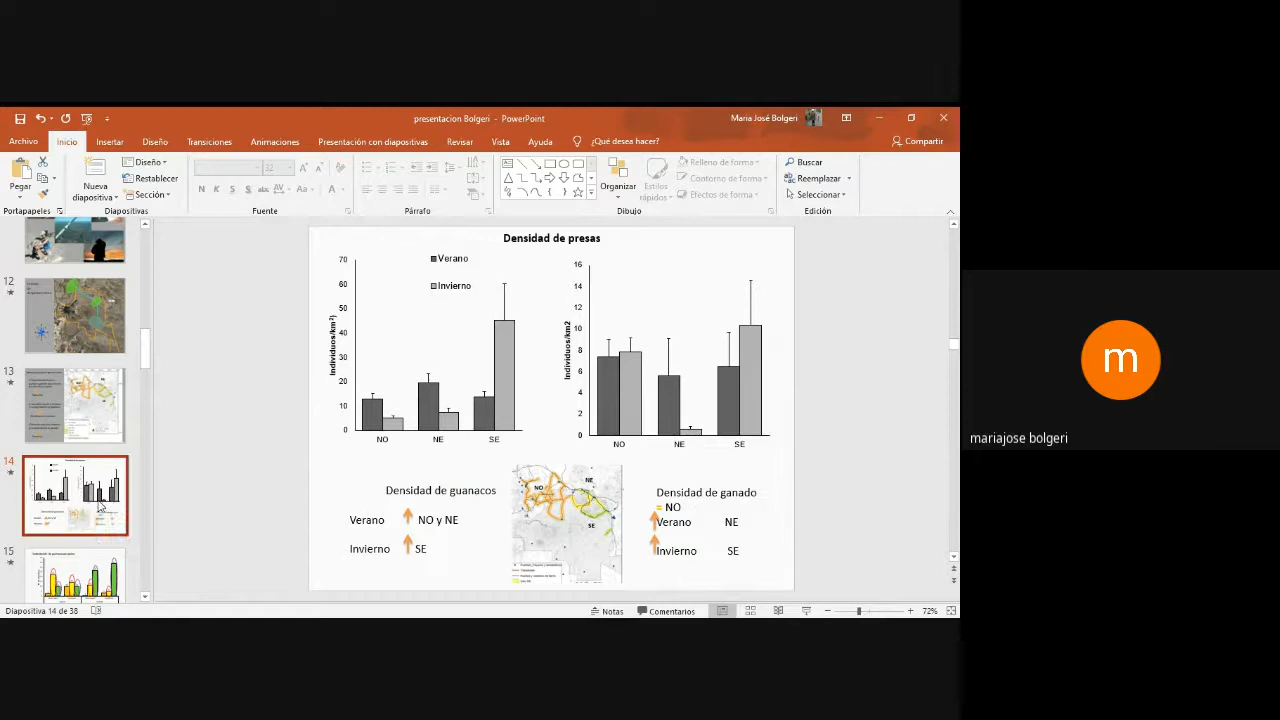 presentacion Bolgeri - PowerPoint
Maria José Bolgeri
Archivo Inicio Insertar Diseño Transiciones Animaciones Presentación con diapositivas Revisar Vista Ayuda ¿Qué desea hacer? Compartir
Pegar
Nueva diapositiva
Diseño
Restablecer
Sección
32
N K S
Organizar
Estilos rápidos
Relleno de forma
Contorno de forma
Efectos de forma
Buscar
Reemplazar
Seleccionar
Portapapeles Diapositivas Fuente Párrafo Dibujo Edición
12
13
14
15
Densidad de presas
Verano
Invierno
Individuos/km²)
70
60
50
40
30
20
10
0
NO NE SE
Individuos/km2
16
14
12
10
8
6
4
2
0
NO NE SE
Densidad de guanacos
Verano NO y NE
Invierno SE
NO
NE
SE
Densidad de ganado
= NO
Verano NE
Invierno SE
Diapositiva 14 de 38
Notas Comentarios
72%
m
mariajose bolgeri